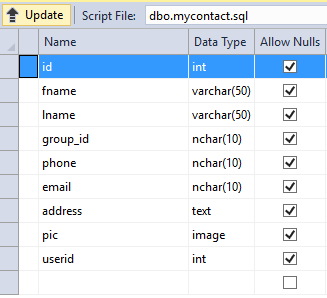 Update Script File: dbo.mycontact.sql
Name Data Type Allow Nulls
id int
fname varchar(50)
lname varchar(50)
group_id nchar(10)
phone nchar(10)
email nchar(10)
address text
pic image
userid int